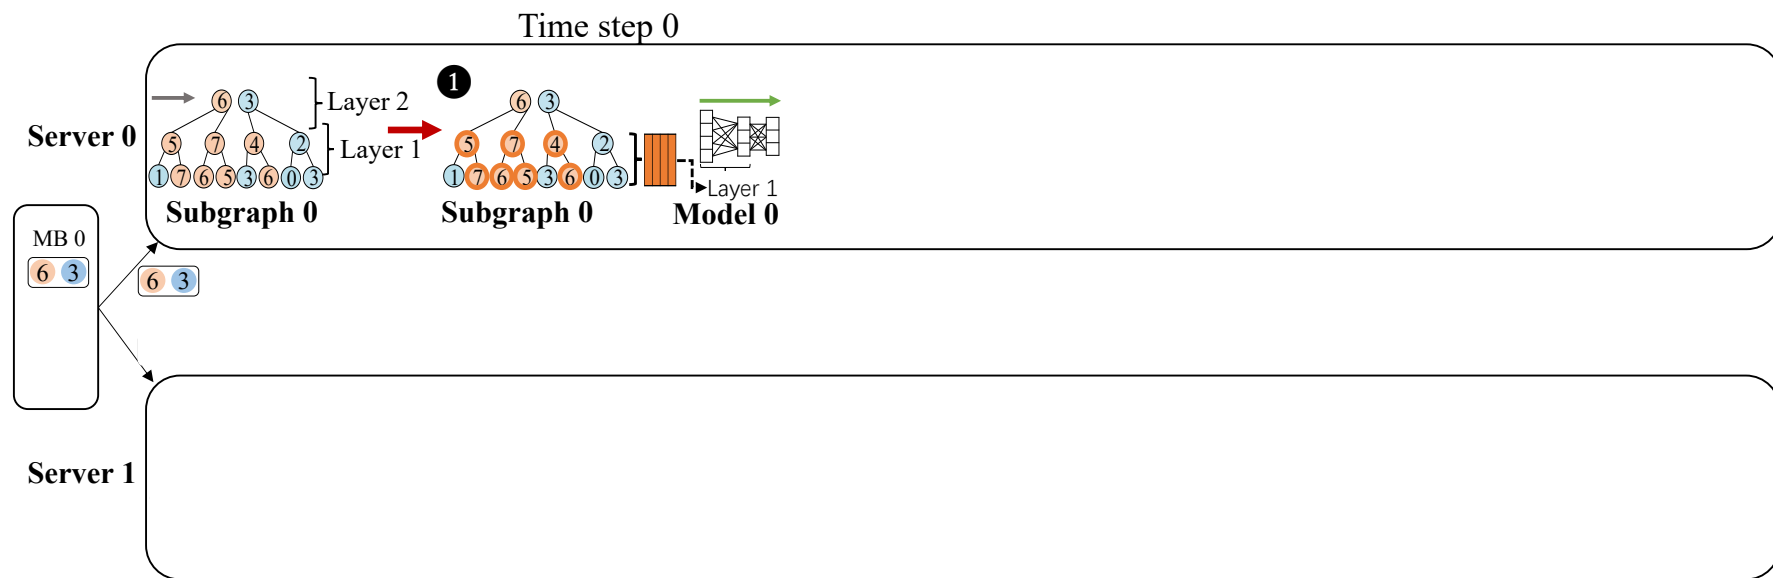 Time step 0
1
6 3
Layer 2
6 3
Server 0
5 7 4 2
Layer 1
5 7 4 2
1 7 6 5 3 6 0 3
1 7 6 5 3 6 0 3
Layer 1
Subgraph 0
Subgraph 0
Model 0
MB 0
6 3
6 3
Server 1